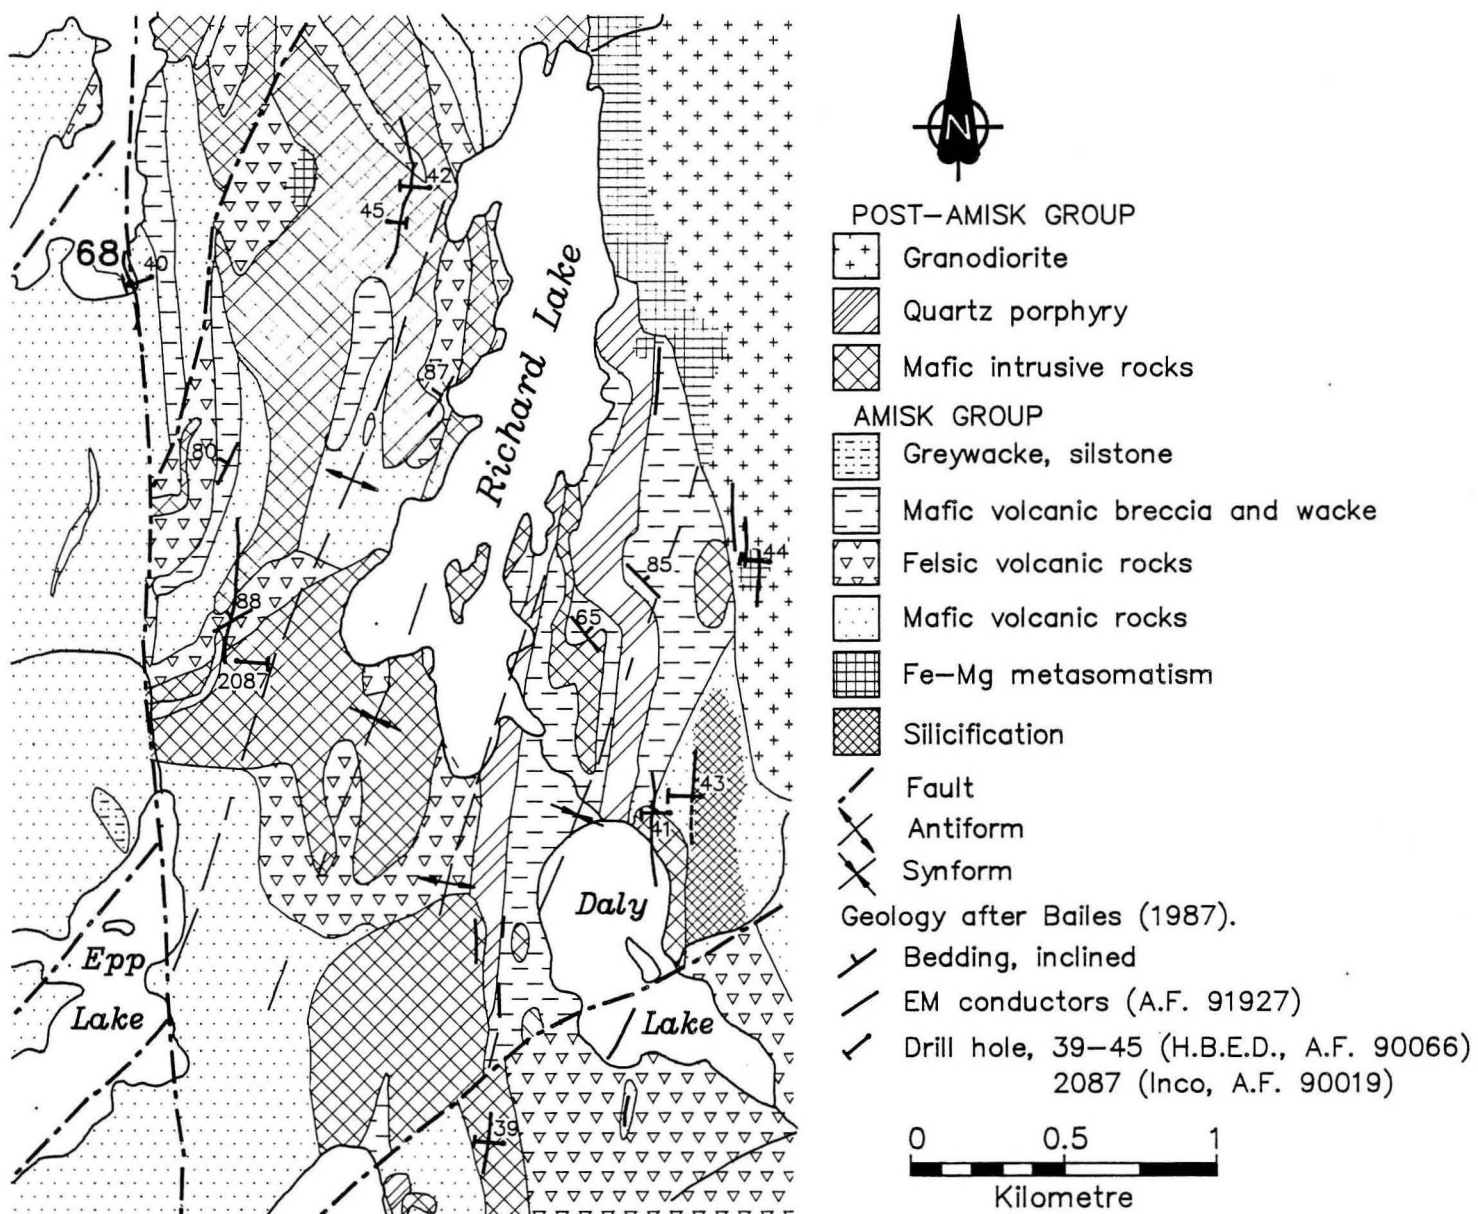 N
POST-AMISK GROUP
Granodiorite
Quartz porphyry
Mafic intrusive rocks
AMISK GROUP
Greywacke, silstone
Mafic volcanic breccia and wacke
Felsic volcanic rocks
Mafic volcanic rocks
Fe-Mg metasomatism
Silicification
Fault
Antiform
Synform
Geology after Bailes (1987).
Bedding, inclined
EM conductors (A.F. 91927)
Drill hole, 39-45 (H.B.E.D., A.F. 90066)
2087 (Inco, A.F. 90019)
0 0.5 1
Kilometre
42
45
68
40
Richard Lake
87
80
44
85
88
65
2087
43
41
Daly
Lake
Epp
Lake
39